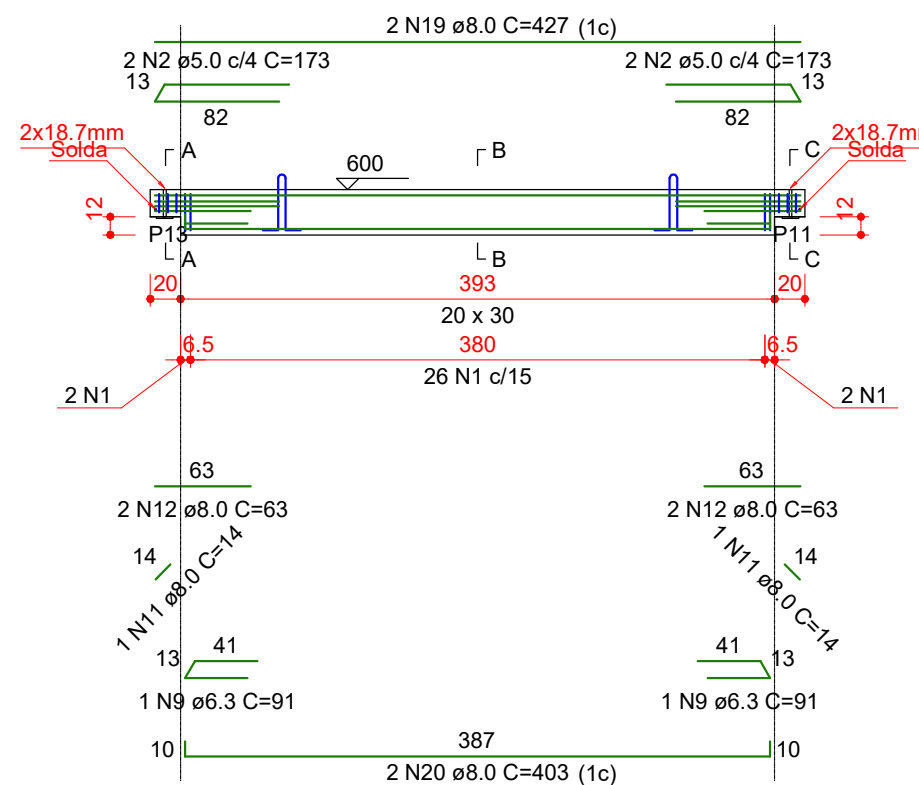 2 N19 ø8.0 C=427 (1c)
2 N2 ø5.0 c/4 C=173
2 N2 ø5.0 c/4 C=173
13
13
82
82
2x18.7mm
Solda
A
B
C
2x18.7m
Solda
600
12
12
P13
P11
A
B
C
20
393
20
20 x 30
6.5
380
6.5
26 N1 c/15
2 N1
2 N1
63
63
2 N12 ø8.0 C=63
2 N12 ø8.0 C=63
14
1 N11 ø8.0 C=14
1 N11 ø8.0 C=14
14
13
41
41
13
1 N9 ø6.3 C=91
1 N9 ø6.3 C=91
10
387
10
2 N20 ø8.0 C=403 (1c)